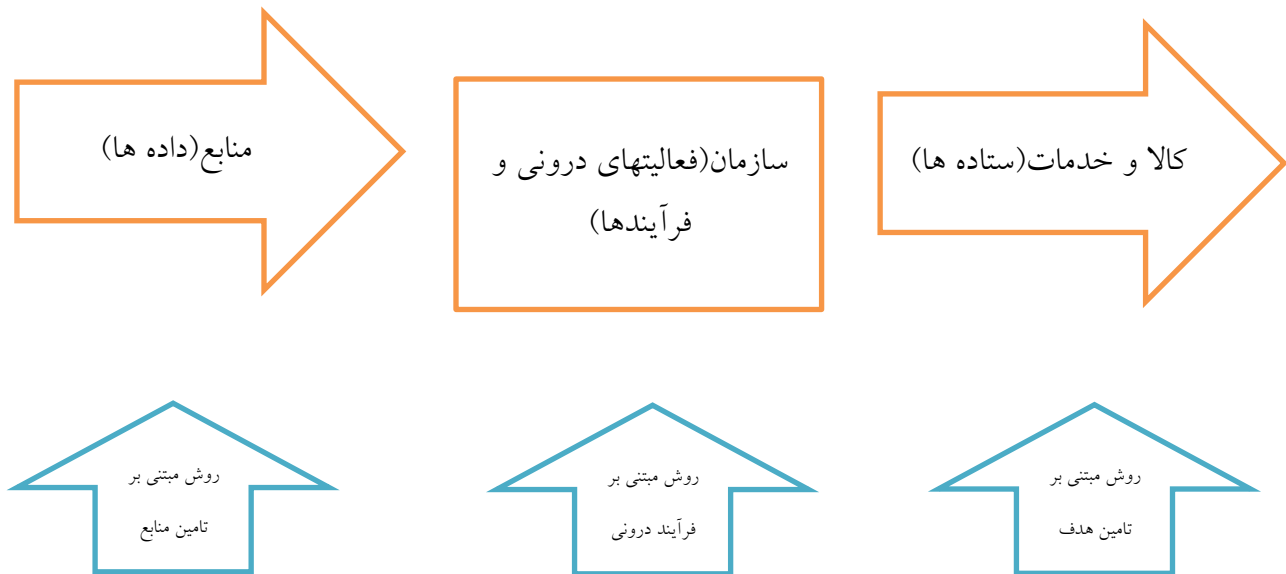 منابع(داده ها)
سازمان(فعالیتهای درونی و
فرآیندها)
کالا و خدمات(ستاده ها)
روش مبتنی بر
تامین منابع
روش مبتنی بر
فرآیند درونی
روش مبتنی بر
تامین هدف